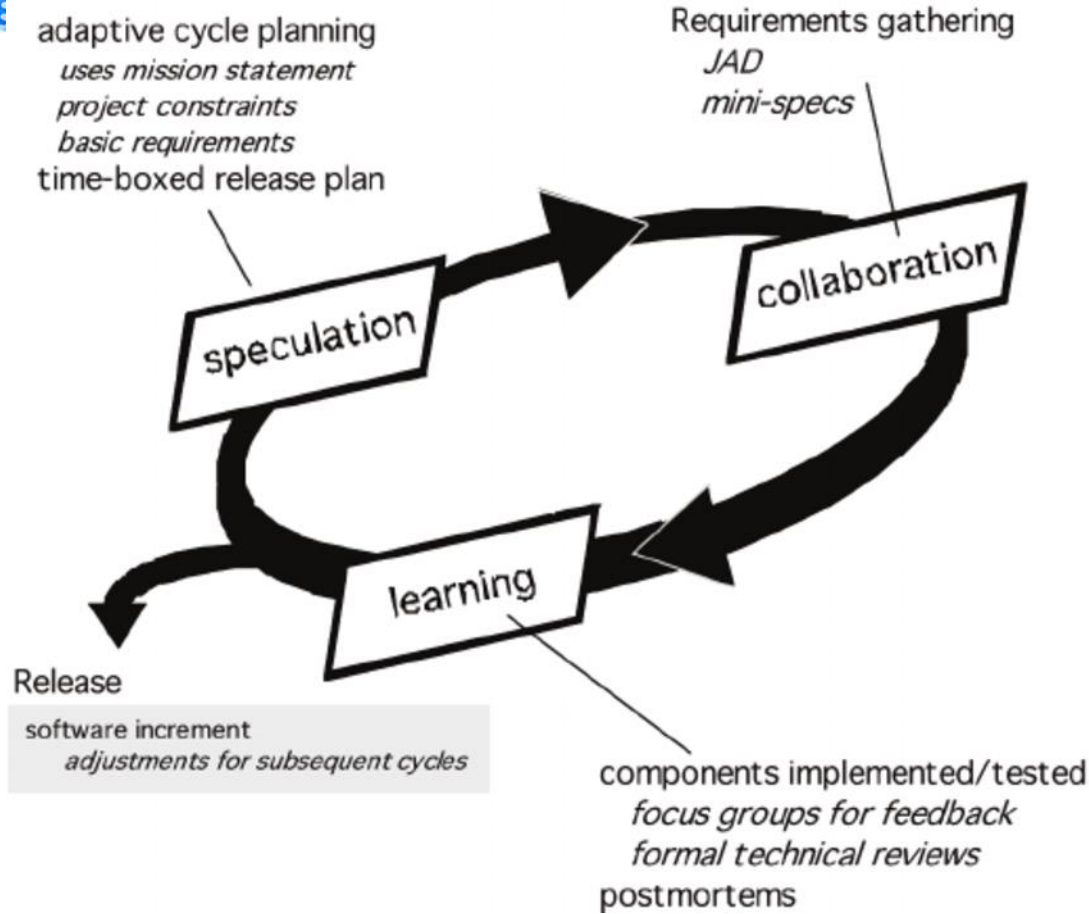 adaptive cycle planning
uses mission statement
project constraints
basic requirements
time-boxed release plan
Requirements gathering
JAD
mini-specs
speculation
collaboration
learning
Release
software increment
adjustments for subsequent cycles
components implemented/tested
focus groups for feedback
formal technical reviews
postmortems